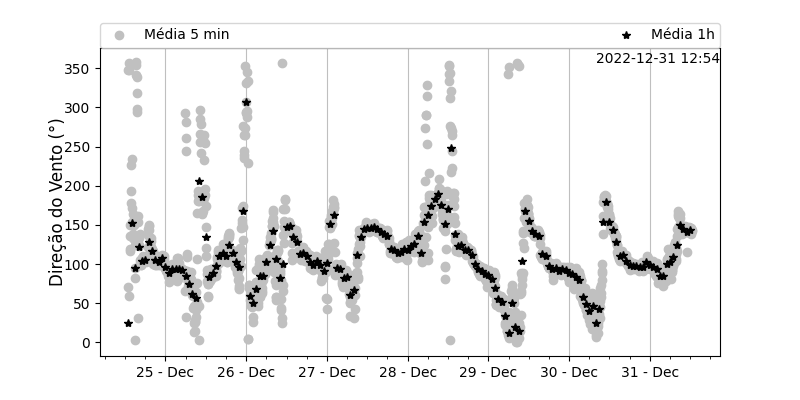 Média 5 min
Média 1h
2022-12-31 12:54
350
300
250
200
150
100
50
0
Direção do Vento (°)
25 - Dec
26 - Dec
27 - Dec
28 - Dec
29 - Dec
30 - Dec
31 - Dec